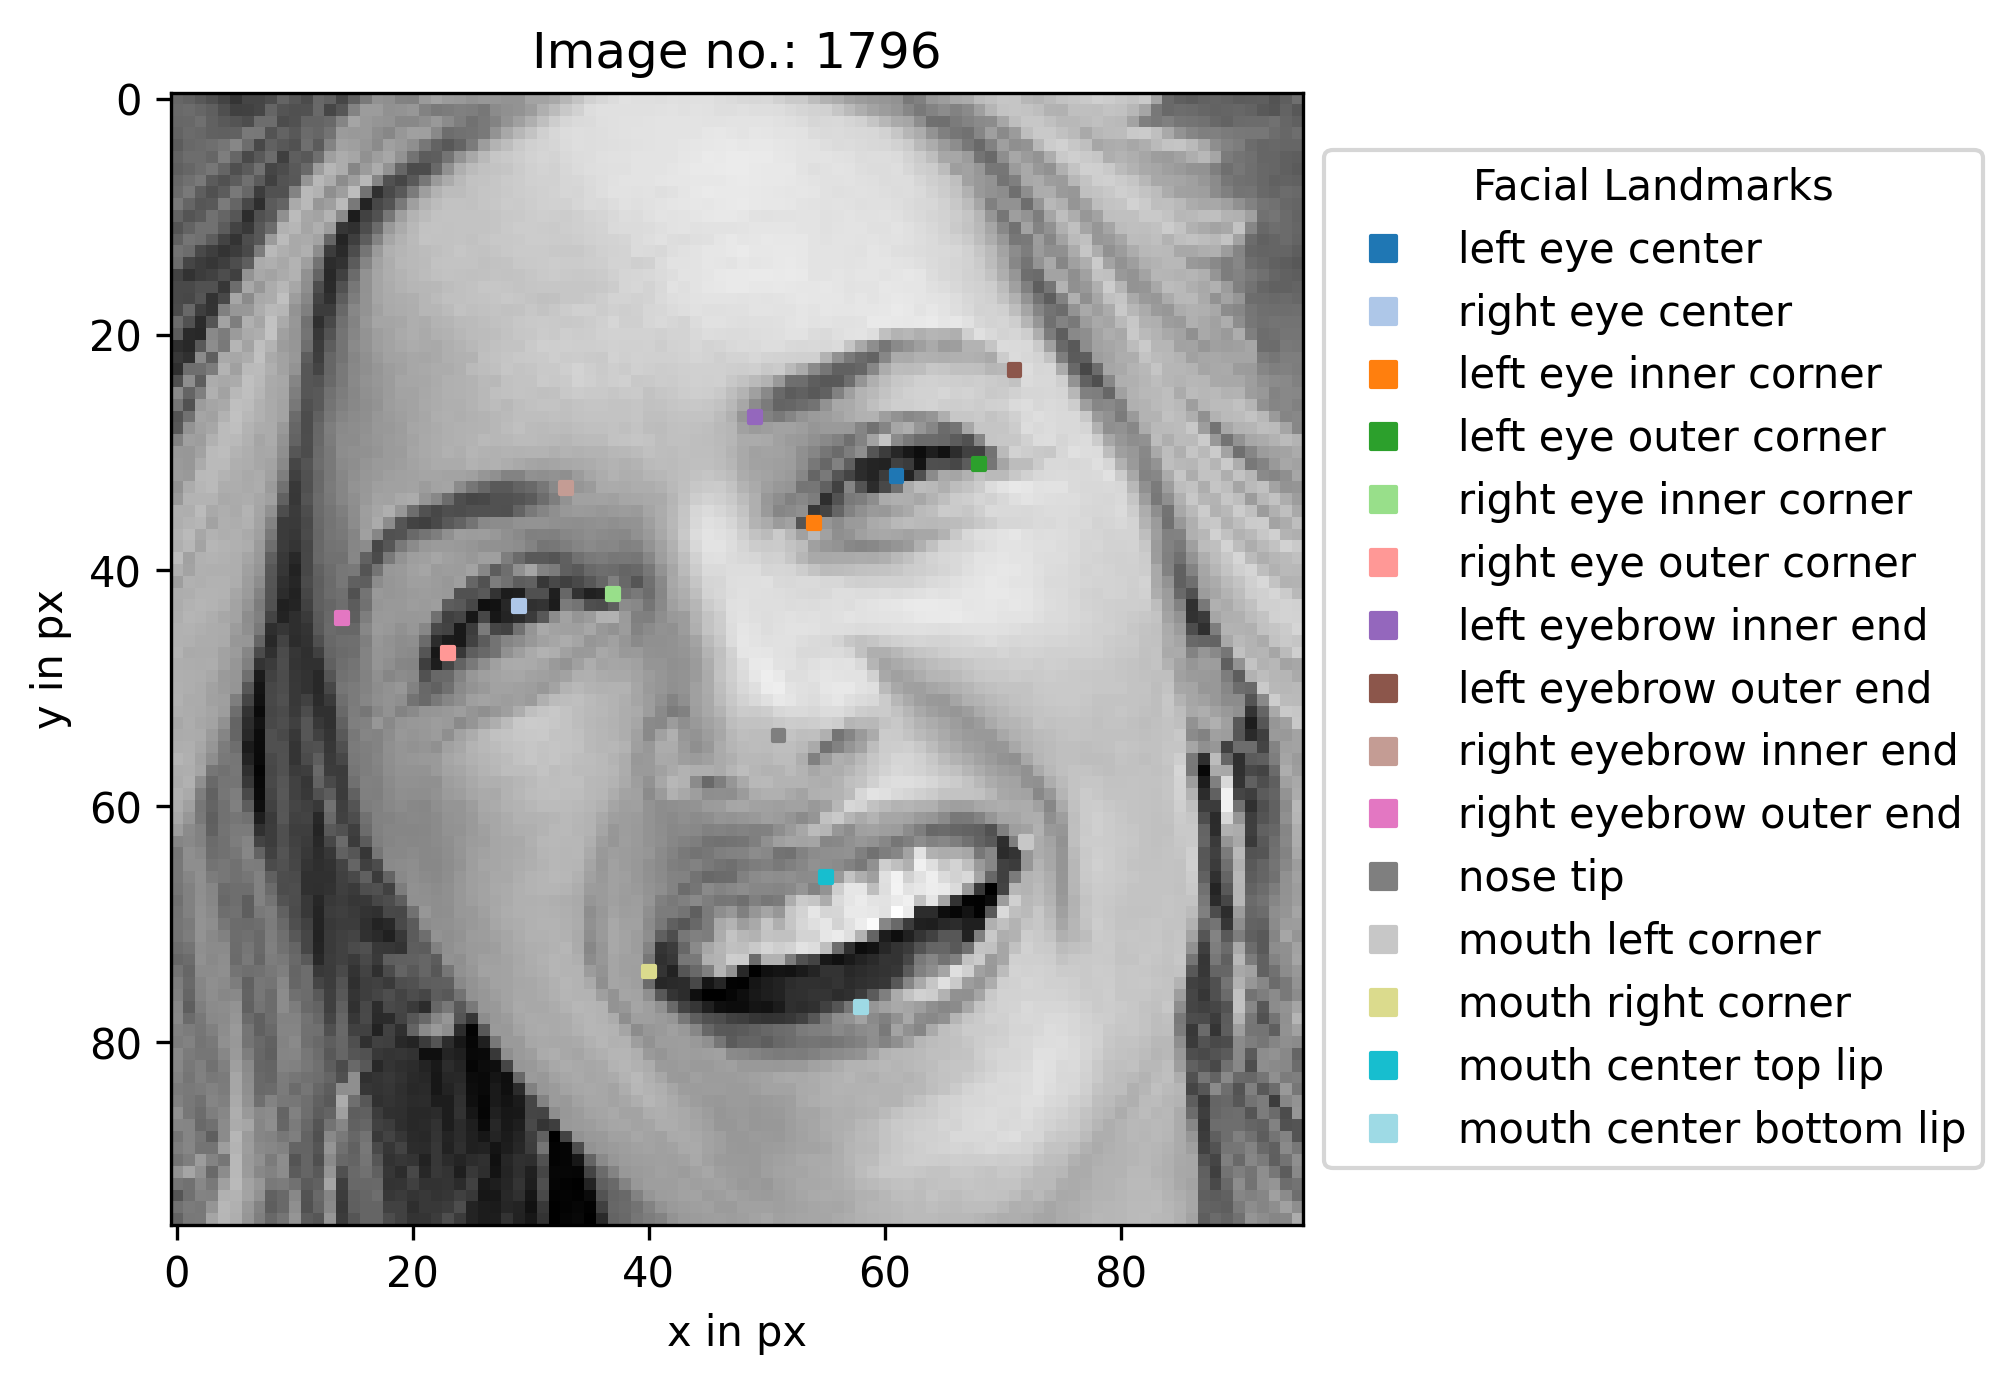 Image no.: 1796
0
20
40
60
80
y in px
0 20 40 60 80
x in px
Facial Landmarks
left eye center
right eye center
left eye inner corner
left eye outer corner
right eye inner corner
right eye outer corner
left eyebrow inner end
left eyebrow outer end
right eyebrow inner end
right eyebrow outer end
nose tip
mouth left corner
mouth right corner
mouth center top lip
mouth center bottom lip